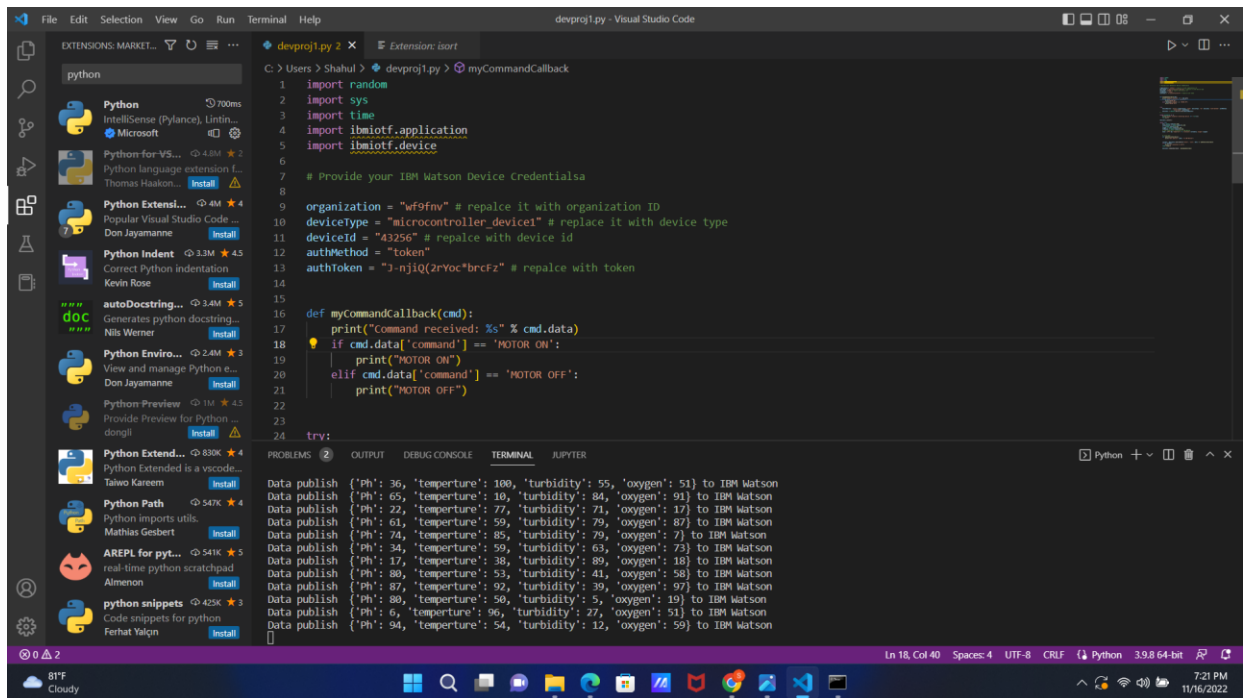 File Edit Selection View Go Run Terminal Help
devproj1.py - Visual Studio Code
EXTENSIONS: MARKET...
python
Python 700ms
IntelliSense (Pylance), Lintin...
Microsoft
Python for VS... 4.8M 2
Python language extension f...
Thomas Haakon... Install
Python Extensi... 4M 4
Popular Visual Studio Code ...
Don Jayamanne Install
Python Indent 3.3M 4.5
Correct Python indentation
Kevin Rose Install
autoDocstring... 3.4M 5
Generates python docstring...
Nils Werner Install
Python Enviro... 2.4M 3
View and manage Python e...
Don Jayamanne Install
Python Preview 1M 4.5
Provide Preview for Python ...
dongli Install
Python Extend... 830K 4
Python Extended is a vscode...
Taiwo Kareem Install
Python Path 547K 4
Python imports utils.
Mathias Gesbert Install
AREPL for pyt... 541K 5
real-time python scratchpad
Almenon Install
python snippets 425K 3
Code snippets for python
Ferhat Yalçın Install
devproj1.py 2 Extension: isort
C: > Users > Shahul > devproj1.py > myCommandCallback
1 import random
2 import sys
3 import time
4 import ibmiotf.application
5 import ibmiotf.device
6
7 # Provide your IBM Watson Device Credentialsa
8
9 organization = "wf9fnv" # repalce it with organization ID
10 deviceType = "microcontroller_device1" # replace it with device type
11 deviceId = "43256" # repalce with device id
12 authMethod = "token"
13 authToken = "J-njiQ(2rYoc*brcFz" # repalce with token
14
15
16 def myCommandCallback(cmd):
17 print("Command received: %s" % cmd.data)
18 if cmd.data['command'] == 'MOTOR ON':
19 print("MOTOR ON")
20 elif cmd.data['command'] == 'MOTOR OFF':
21 print("MOTOR OFF")
22
23
24 try:
PROBLEMS 2 OUTPUT DEBUG CONSOLE TERMINAL JUPYTER
Python
Data publish {'Ph': 36, 'temperture': 100, 'turbidity': 55, 'oxygen': 51} to IBM Watson
Data publish {'Ph': 65, 'temperture': 10, 'turbidity': 84, 'oxygen': 91} to IBM Watson
Data publish {'Ph': 22, 'temperture': 77, 'turbidity': 71, 'oxygen': 17} to IBM Watson
Data publish {'Ph': 61, 'temperture': 59, 'turbidity': 79, 'oxygen': 87} to IBM Watson
Data publish {'Ph': 74, 'temperture': 85, 'turbidity': 79, 'oxygen': 7} to IBM Watson
Data publish {'Ph': 34, 'temperture': 59, 'turbidity': 63, 'oxygen': 73} to IBM Watson
Data publish {'Ph': 17, 'temperture': 38, 'turbidity': 89, 'oxygen': 18} to IBM Watson
Data publish {'Ph': 80, 'temperture': 53, 'turbidity': 41, 'oxygen': 58} to IBM Watson
Data publish {'Ph': 87, 'temperture': 92, 'turbidity': 39, 'oxygen': 97} to IBM Watson
Data publish {'Ph': 80, 'temperture': 50, 'turbidity': 5, 'oxygen': 19} to IBM Watson
Data publish {'Ph': 6, 'temperture': 96, 'turbidity': 27, 'oxygen': 51} to IBM Watson
Data publish {'Ph': 94, 'temperture': 54, 'turbidity': 12, 'oxygen': 59} to IBM Watson
0 2
Ln 18, Col 40 Spaces: 4 UTF-8 CRLF Python 3.9.8 64-bit
81°F
Cloudy
7:21 PM
11/16/2022